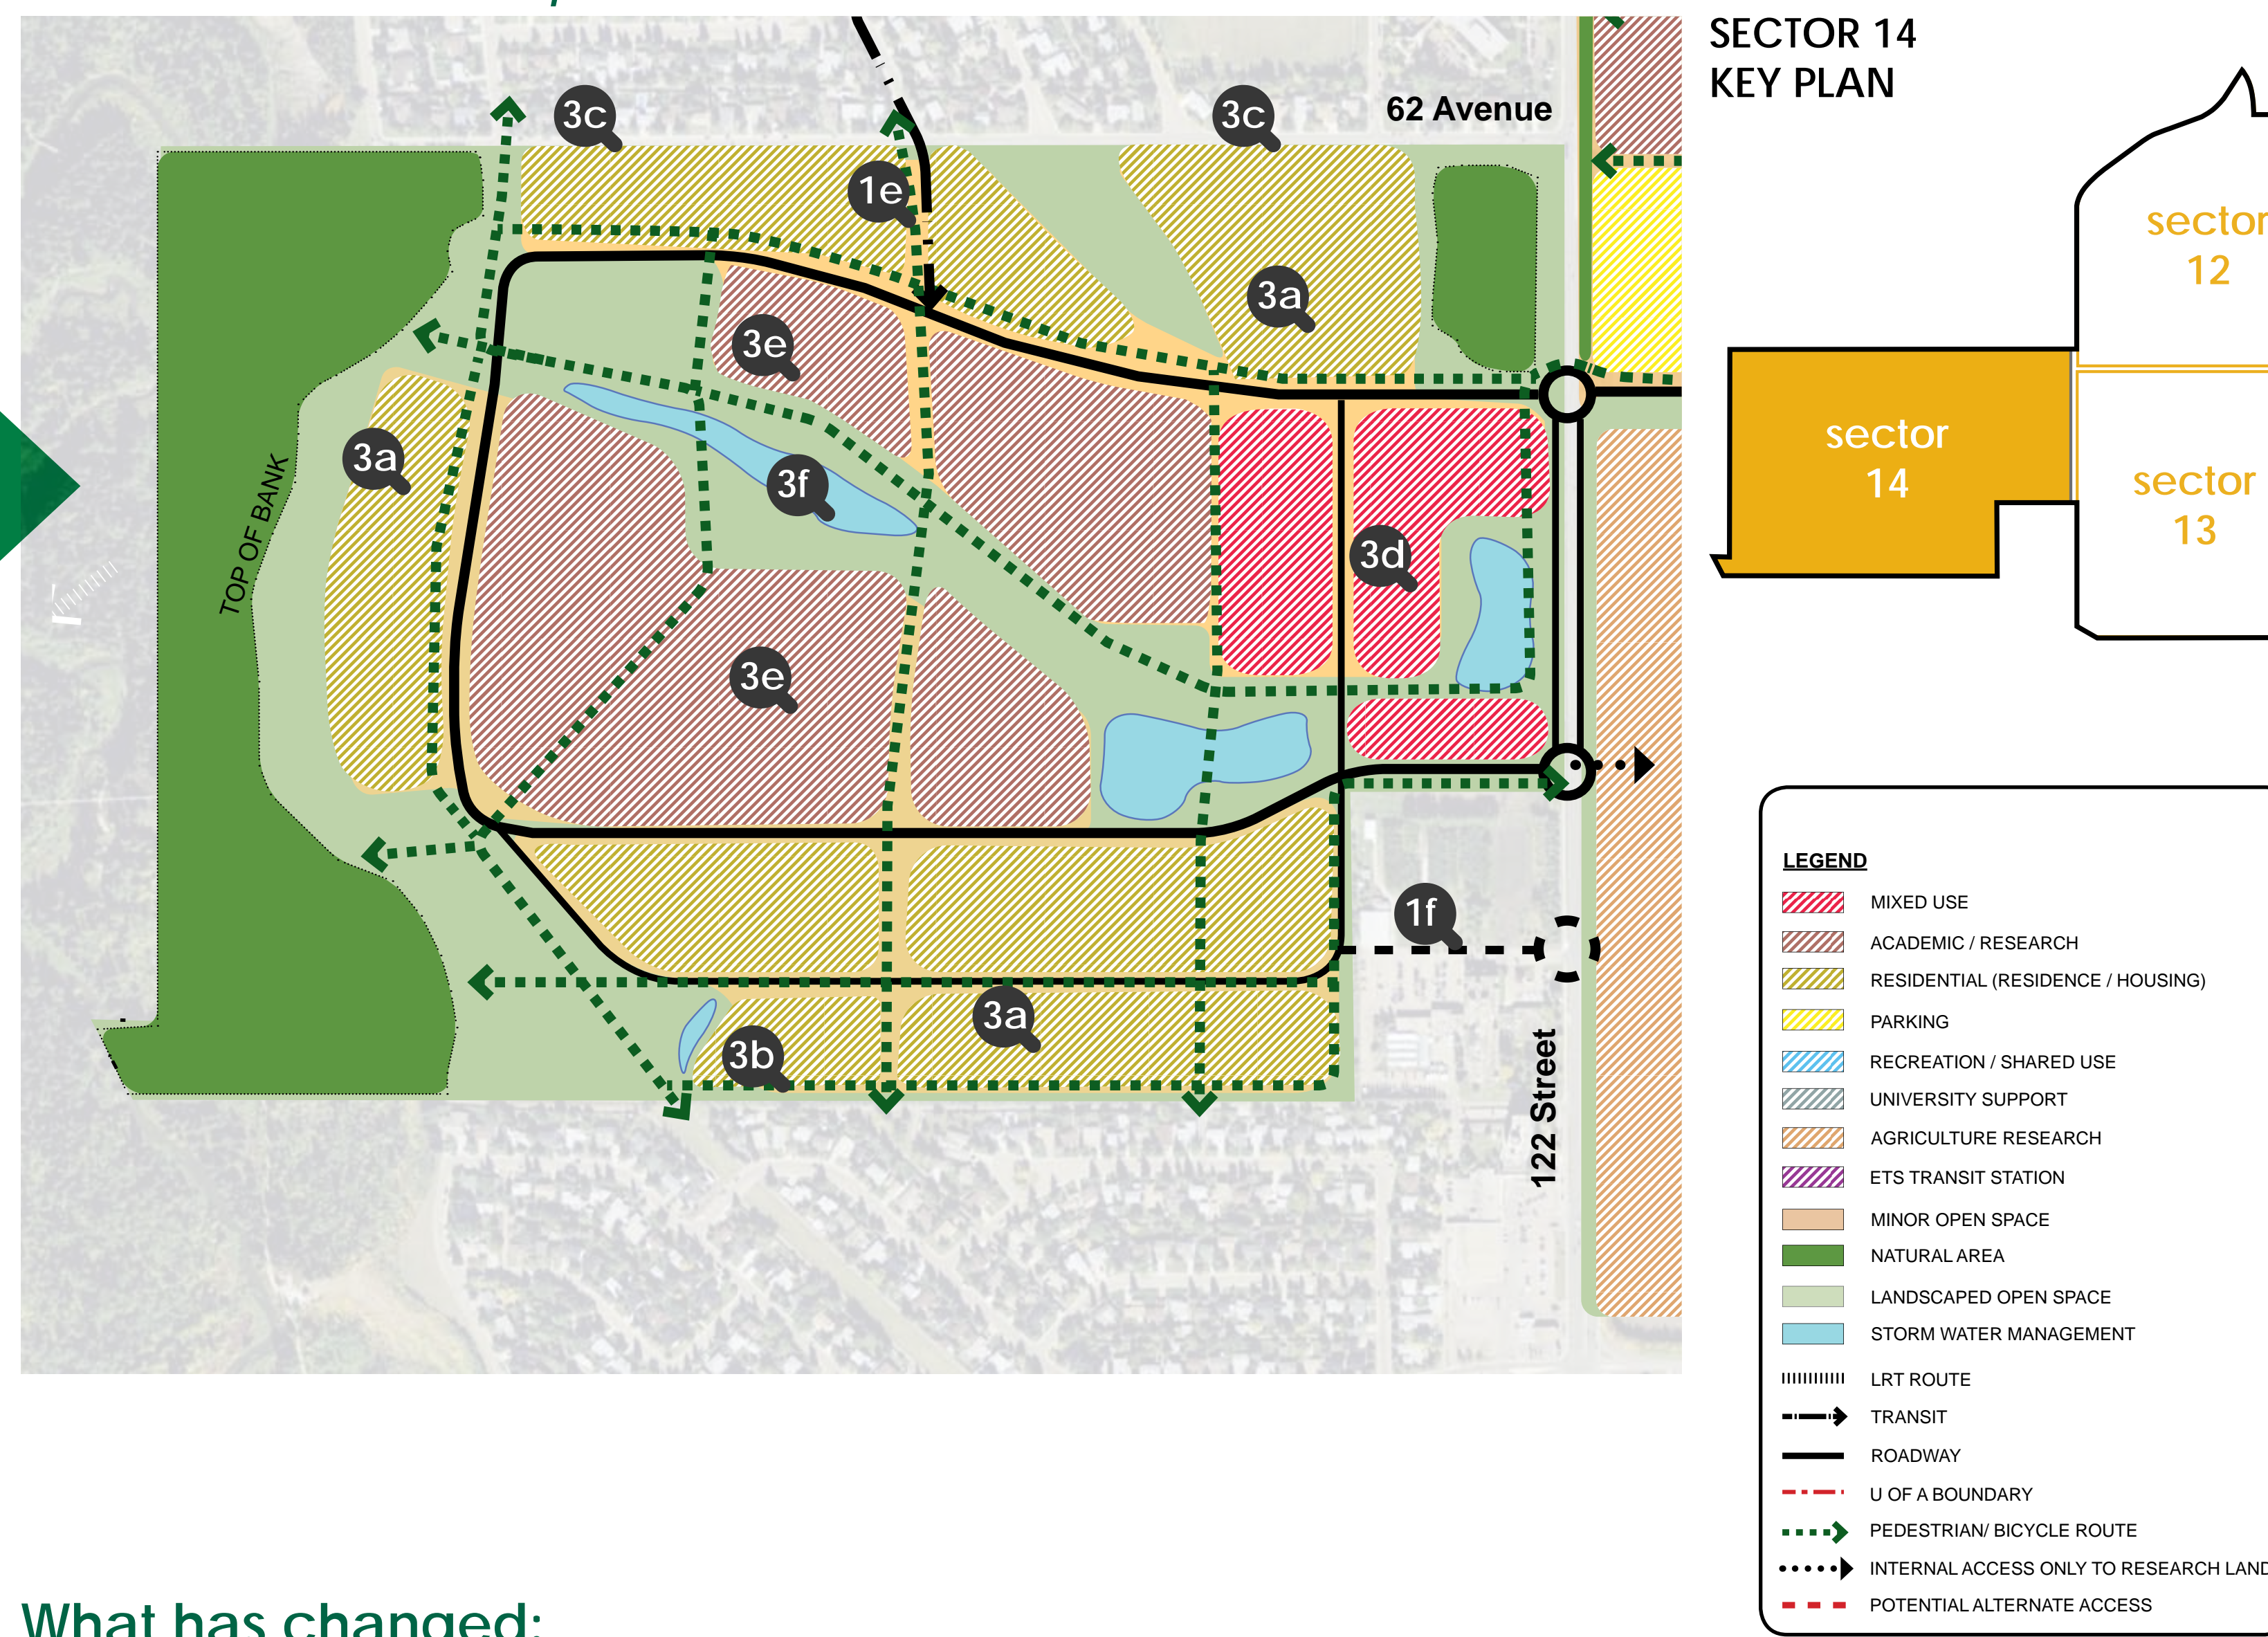 SECTOR 14
KEY PLAN
62 Avenue
3c
3c
1e
3a
3e
3a
3f
3d
3e
TOP OF BANK
1f
3a
3b
122 Street
sector
12
sector
14
sector
13
LEGEND
MIXED USE
ACADEMIC / RESEARCH
RESIDENTIAL (RESIDENCE / HOUSING)
PARKING
RECREATION / SHARED USE
UNIVERSITY SUPPORT
AGRICULTURE RESEARCH
ETS TRANSIT STATION
MINOR OPEN SPACE
NATURAL AREA
LANDSCAPED OPEN SPACE
STORM WATER MANAGEMENT
LRT ROUTE
TRANSIT
ROADWAY
U OF A BOUNDARY
PEDESTRIAN/ BICYCLE ROUTE
INTERNAL ACCESS ONLY TO RESEARCH LAND
POTENTIAL ALTERNATE ACCESS
What has changed: